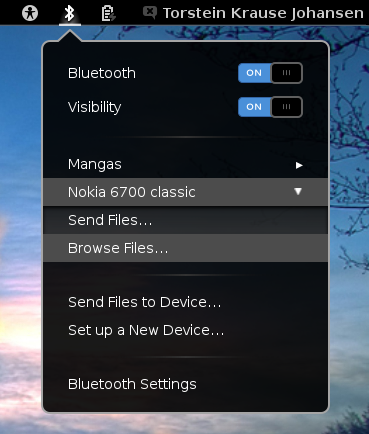 Torstein Krause Johansen
Bluetooth ON
Visibility ON
Mangas
Nokia 6700 classic
Send Files...
Browse Files...
Send Files to Device...
Set up a New Device...
Bluetooth Settings